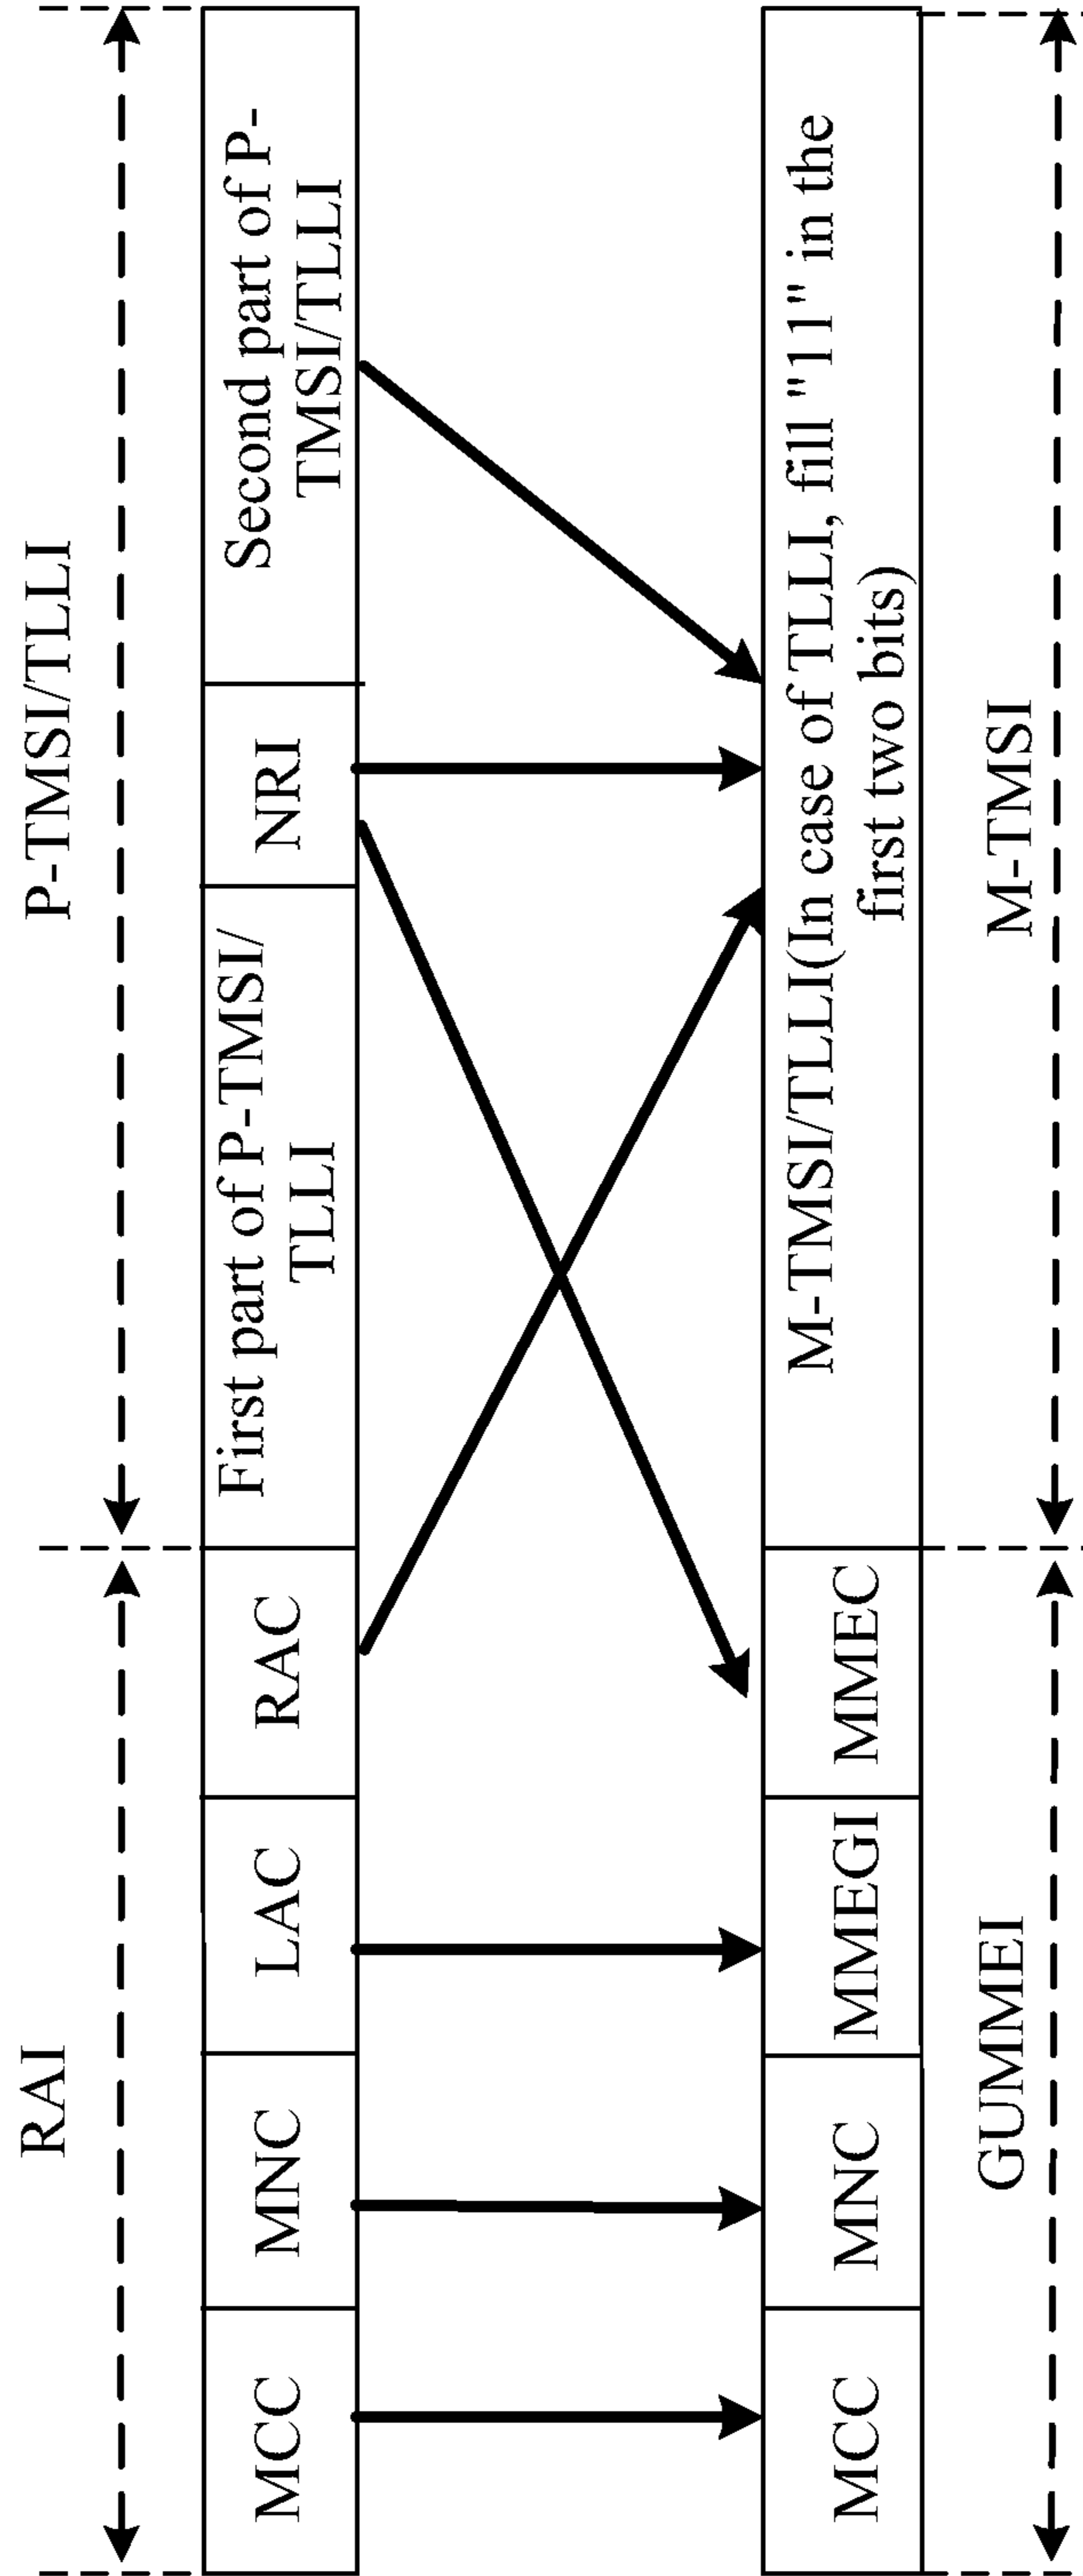 RAI
P-TMSI/TLLI
MCC
MNC
LAC
RAC
First part of P-TMSI/
TLLI
NRI
Second part of P-
TMSI/TLLI
MCC
MNC
MMEGI
MMEC
M-TMSI/TLLI(In case of TLLI, fill "11" in the
first two bits)
GUMMEI
M-TMSI